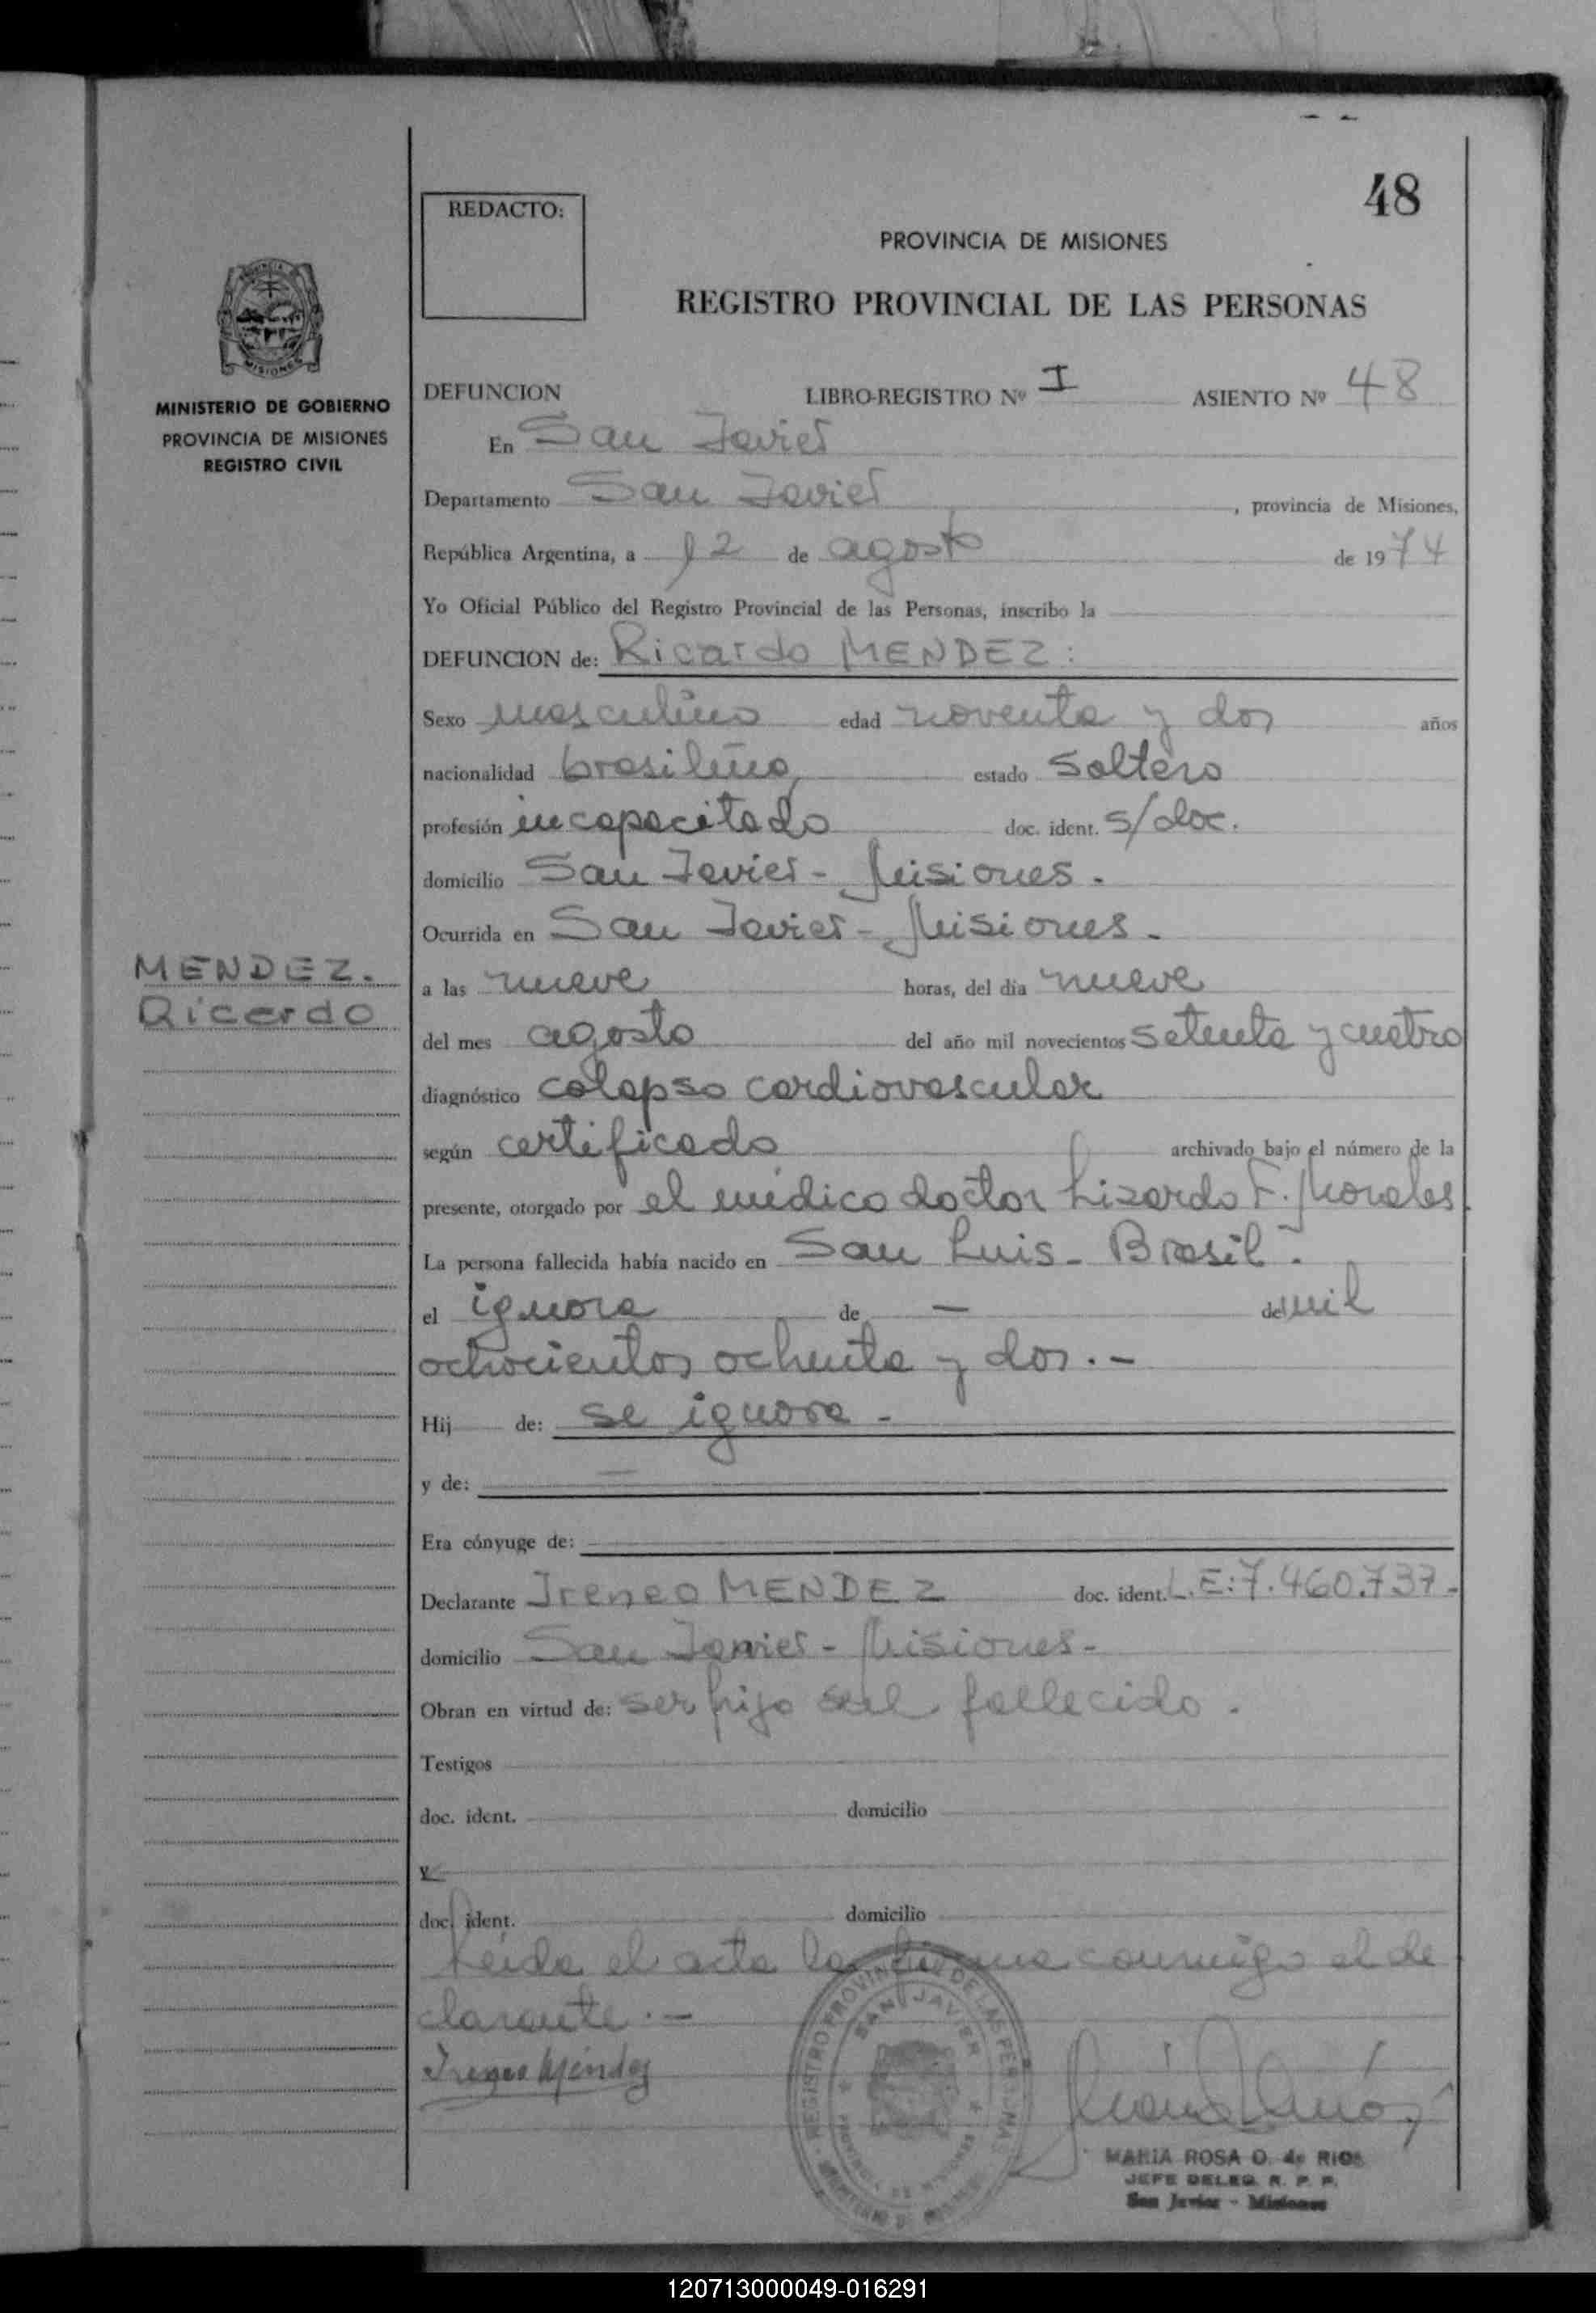 48
REDACTO:
PROVINCIA DE MISIONES
REGISTRO PROVINCIAL DE LAS PERSONAS
MINISTERIO DE GOBIERNO
PROVINCIA DE MISIONES
REGISTRO CIVIL
DEFUNCION LIBRO-REGISTRO Nº I ASIENTO Nº 48
En San Javier
Departamento San Javier, provincia de Misiones,
República Argentina, a 12 de agosto de 1974
Yo Oficial Público del Registro Provincial de las Personas, inscribo la
DEFUNCION de: Ricardo MENDEZ:
Sexo masculino edad noventa y dos años
nacionalidad brasileña estado soltero
profesión incapacitado doc. ident. s/doc.
domicilio San Javier - Misiones.
Ocurrida en San Javier - Misiones -
MENDEZ.
Ricardo
a las nueve horas, del día nueve
del mes agosto del año mil novecientos setenta y cuatro
diagnóstico colapso cardiovascular
según certificado archivado bajo el número de la
presente, otorgado por el médico doctor Lizardo F. Morales
La persona fallecida había nacido en San Luis - Brasil -
el ignora de — de mil
ochocientos ochenta y dos . -
Hij de: se ignora -
y de: —
Era cónyuge de:
Declarante Ireneo MENDEZ doc. ident. L.E: 7.460.737 -
domicilio San Javier - Misiones -
Obran en virtud de: ser hijo del fallecido .
Testigos
doc. ident. domicilio
y
doc. ident. domicilio
Leída el acta la firma conmigo el de
clarante . -
Ireneo Méndez
REGISTRO PROVINCIAL DE LAS PERSONAS
SAN JAVIER
PROVINCIA DE MISIONES
MARIA ROSA O. de RIOS
JEFE DELEG. R. P. P.
San Javier - Misiones
120713000049-016291